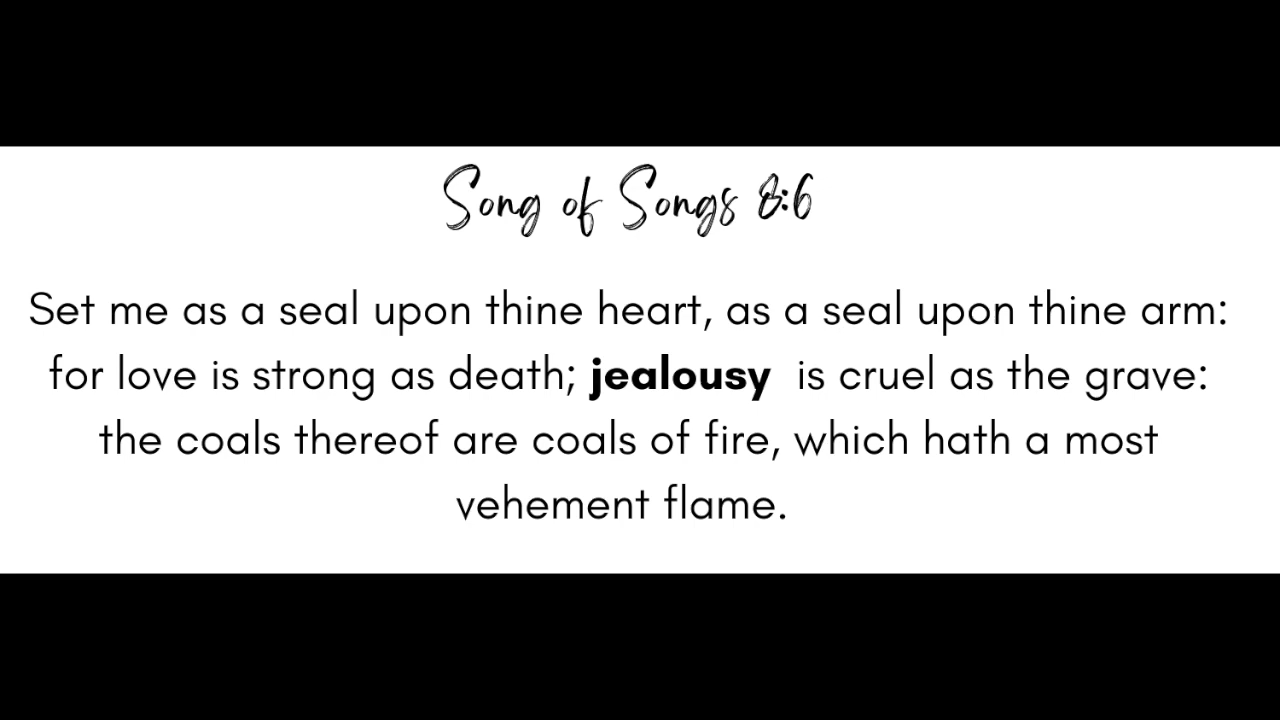 Song of Songs 8:6
Set me as a seal upon thine heart, as a seal upon thine arm:
for love is strong as death; jealousy is cruel as the grave:
the coals thereof are coals of fire, which hath a most
vehement flame.